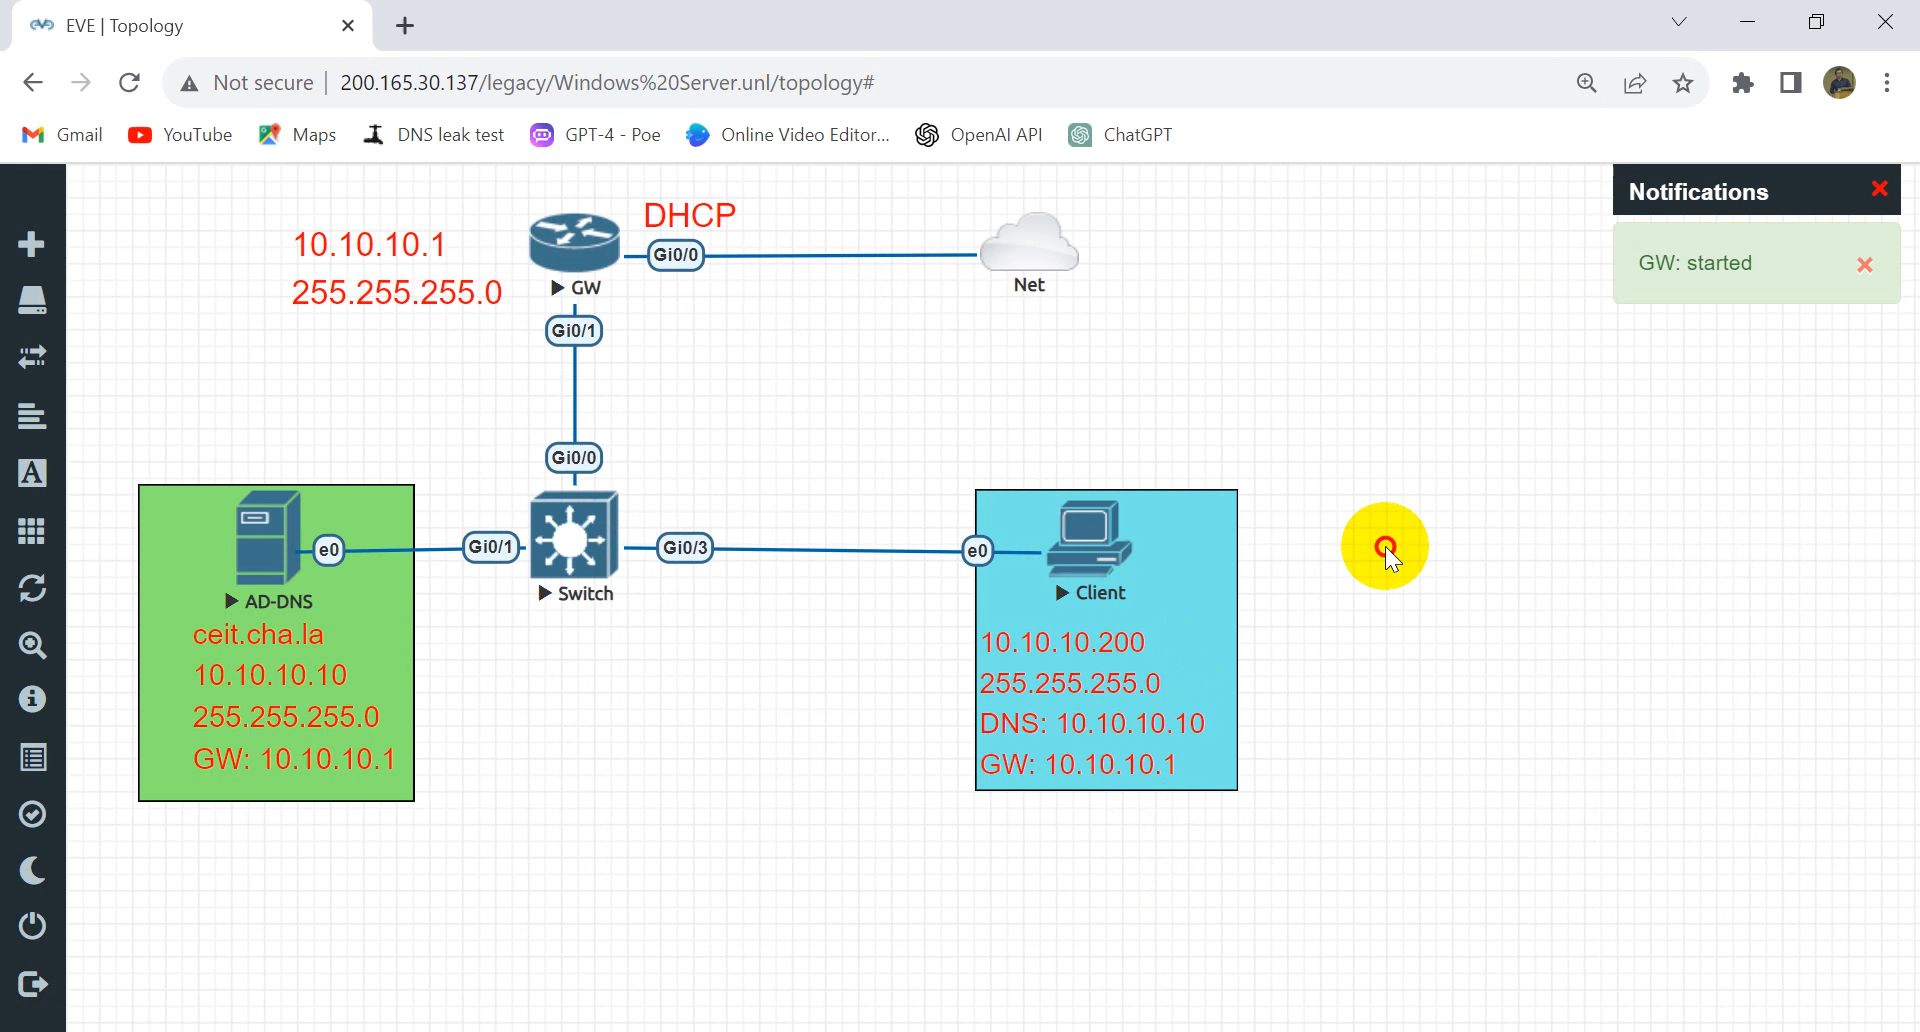 EVE | Topology
Not secure
200.165.30.137/legacy/Windows%20Server.unl/topology#
Gmail
YouTube
Maps
DNS leak test
GPT-4 - Poe
Online Video Editor...
OpenAI API
ChatGPT
Notifications
GW: started
DHCP
10.10.10.1
255.255.255.0
Gi0/0
GW
Net
Gi0/1
Gi0/0
e0
Gi0/1
Gi0/3
e0
AD-DNS
Switch
Client
ceit.cha.la
10.10.10.10
255.255.255.0
GW: 10.10.10.1
10.10.10.200
255.255.255.0
DNS: 10.10.10.10
GW: 10.10.10.1